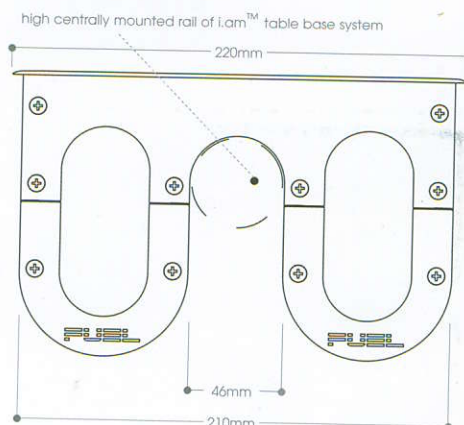 high centrally mounted rail of i.am™ table base system
220mm
FUEL FUEL
46mm
210mm